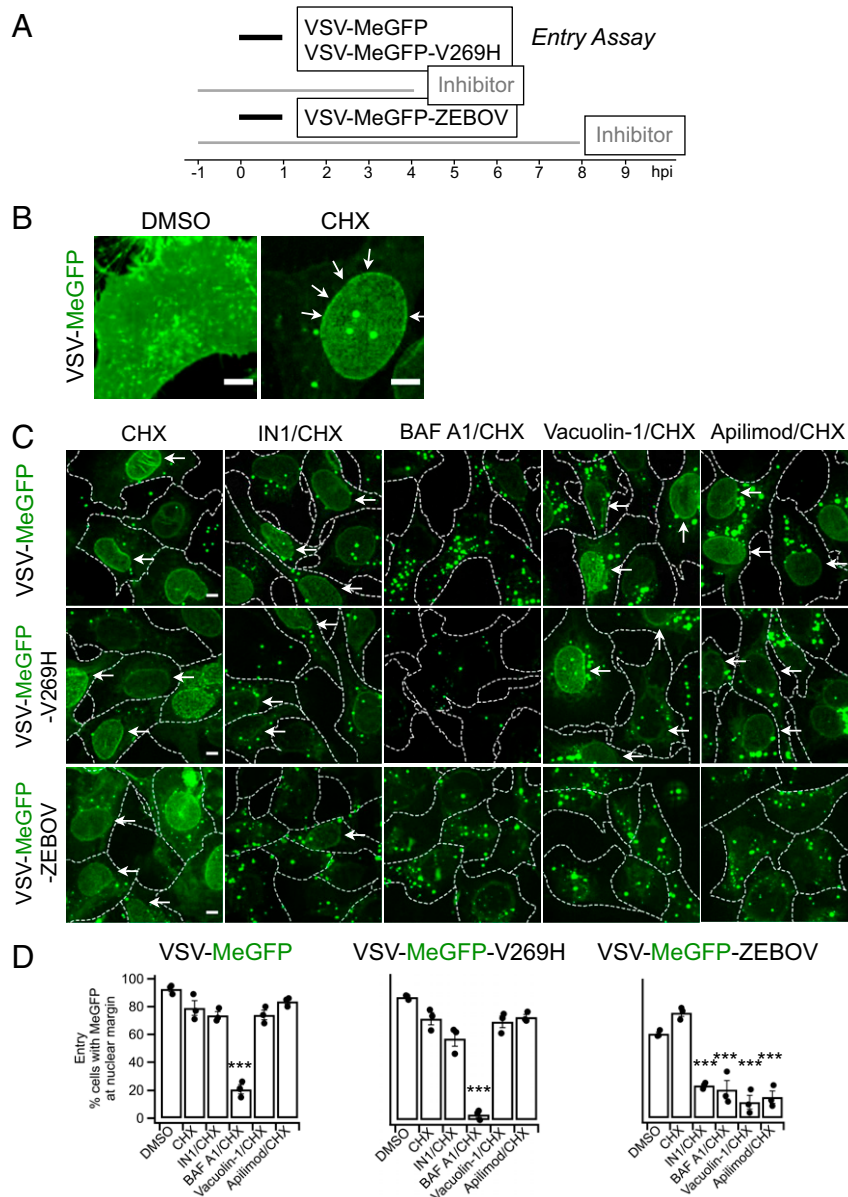 A
VSV-MeGFP
VSV-MeGFP-V269H
Entry Assay
Inhibitor
VSV-MeGFP-ZEBOV
Inhibitor
-1 0 1 2 3 4 5 6 7 8 9 hpi
B
DMSO CHX
VSV-MeGFP
C
CHX IN1/CHX BAF A1/CHX Vacuolin-1/CHX Apilimod/CHX
VSV-MeGFP
VSV-MeGFP
-V269H
VSV-MeGFP
-ZEBOV
D
VSV-MeGFP VSV-MeGFP-V269H VSV-MeGFP-ZEBOV
Entry
% cells with MeGFP
at nuclear margin
100
80
60
40
20
0
***
***
*** *** *** ***
DMSO CHX IN1/CHX BAF A1/CHX Vacuolin-1/CHX Apilimod/CHX
DMSO CHX IN1/CHX BAF A1/CHX Vacuolin-1/CHX Apilimod/CHX
DMSO CHX IN1/CHX BAF A1/CHX Vacuolin-1/CHX Apilimod/CHX